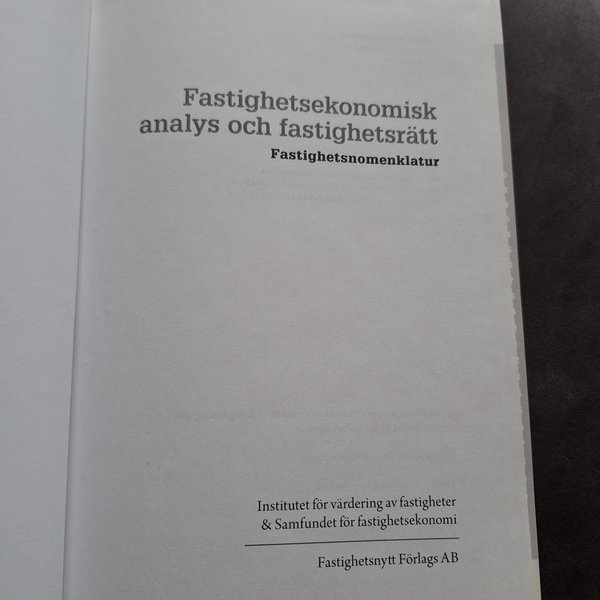 Fastighetsekonomisk
analys och fastighetsrätt
Fastighetsnomenklatur
Institutet för värdering av fastigheter
& Samfundet för fastighetsekonomi
Fastighetsnytt Förlags AB